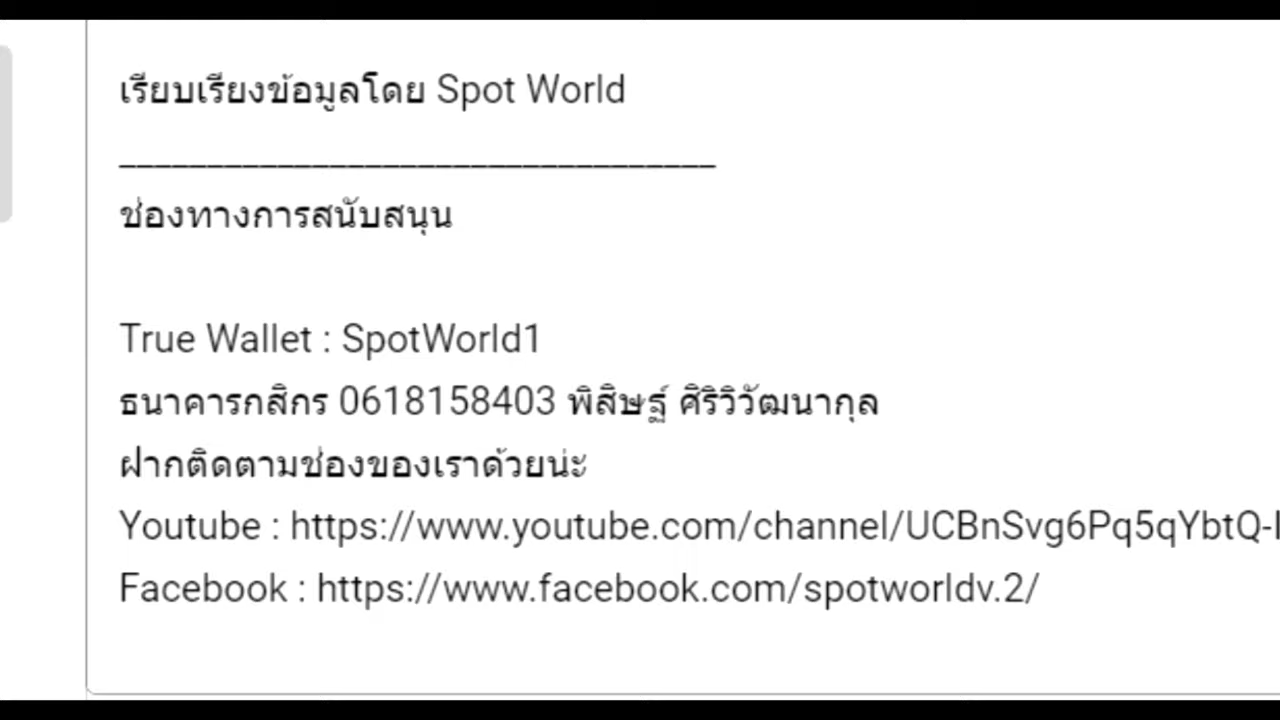 เรียบเรียงข้อมูลโดย Spot World
__________________________________
ช่องทางการสนับสนุน
True Wallet : SpotWorld1
ธนาคารกสิกร 0618158403 พิสิษฐ์ ศิริวิวัฒนากุล
ฝากติดตามช่องของเราด้วยน่ะ
Youtube : https://www.youtube.com/channel/UCBnSvg6Pq5qYbtQ-
Facebook : https://www.facebook.com/spotworldv.2/